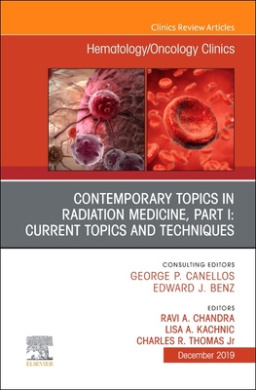 Clinics Review Articles
Hematology/Oncology Clinics
CONTEMPORARY TOPICS IN
RADIATION MEDICINE, PART I:
CURRENT TOPICS AND TECHNIQUES
CONSULTING EDITORS
GEORGE P. CANELLOS
EDWARD J. BENZ
EDITORS
RAVI A. CHANDRA
LISA A. KACHNIC
CHARLES R. THOMAS Jr
ELSEVIER
December 2019